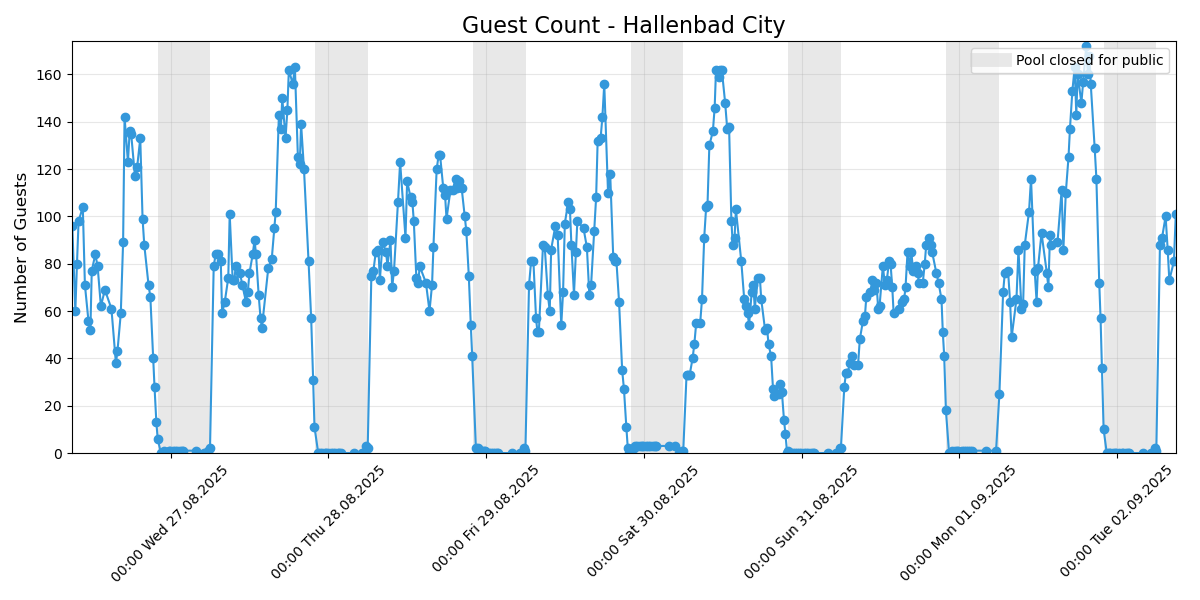 Guest Count - Hallenbad City
Pool closed for public
Number of Guests
160
140
120
100
80
60
40
20
0
00:00 Wed 27.08.2025
00:00 Thu 28.08.2025
00:00 Fri 29.08.2025
00:00 Sat 30.08.2025
00:00 Sun 31.08.2025
00:00 Mon 01.09.2025
00:00 Tue 02.09.2025